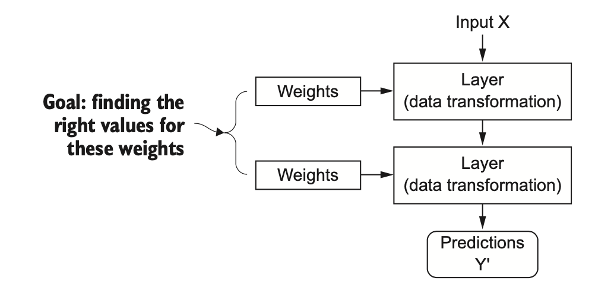 Input X
Goal: finding the
right values for
these weights
Weights
Layer
(data transformation)
Weights
Layer
(data transformation)
Predictions
Y'